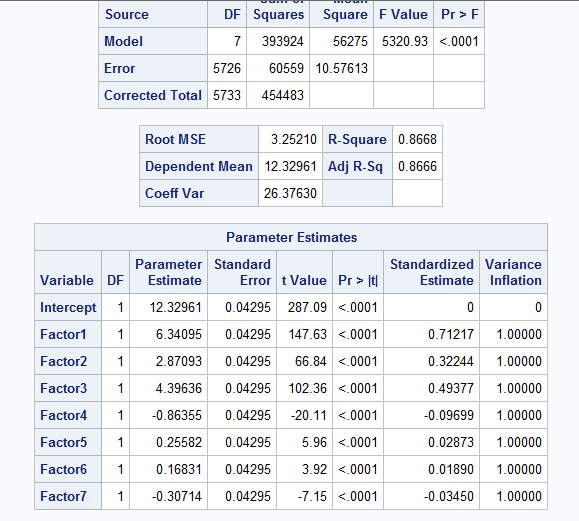 Source DF Squares Square F Value Pr > F
Model 7 393924 56275 5320.93 <.0001
Error 5726 60559 10.57613
Corrected Total 5733 454483
Root MSE 3.25210 R-Square 0.8668
Dependent Mean 12.32961 Adj R-Sq 0.8666
Coeff Var 26.37630
Parameter Estimates
Parameter Standard Standardized Variance
Variable DF Estimate Error t Value Pr > |t| Estimate Inflation
Intercept 1 12.32961 0.04295 287.09 <.0001 0 0
Factor1 1 6.34095 0.04295 147.63 <.0001 0.71217 1.00000
Factor2 1 2.87093 0.04295 66.84 <.0001 0.32244 1.00000
Factor3 1 4.39636 0.04295 102.36 <.0001 0.49377 1.00000
Factor4 1 -0.86355 0.04295 -20.11 <.0001 -0.09699 1.00000
Factor5 1 0.25582 0.04295 5.96 <.0001 0.02873 1.00000
Factor6 1 0.16831 0.04295 3.92 <.0001 0.01890 1.00000
Factor7 1 -0.30714 0.04295 -7.15 <.0001 -0.03450 1.00000